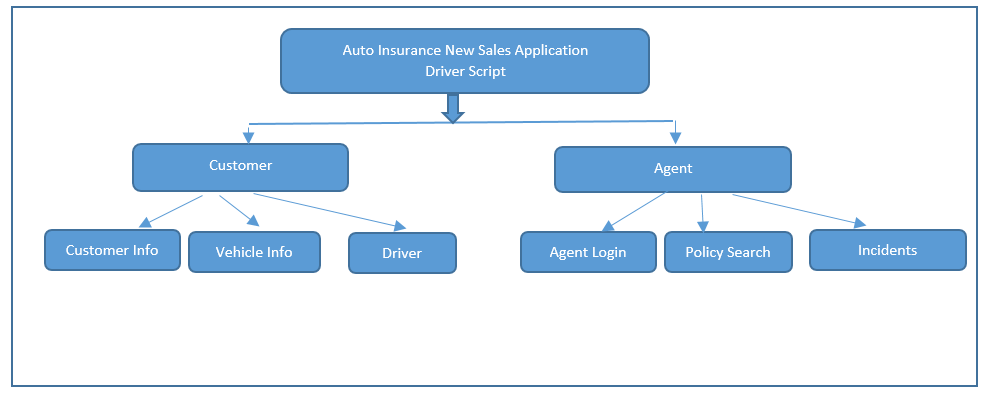 Auto Insurance New Sales Application
Driver Script
Customer
Agent
Customer Info
Vehicle Info
Driver
Agent Login
Policy Search
Incidents